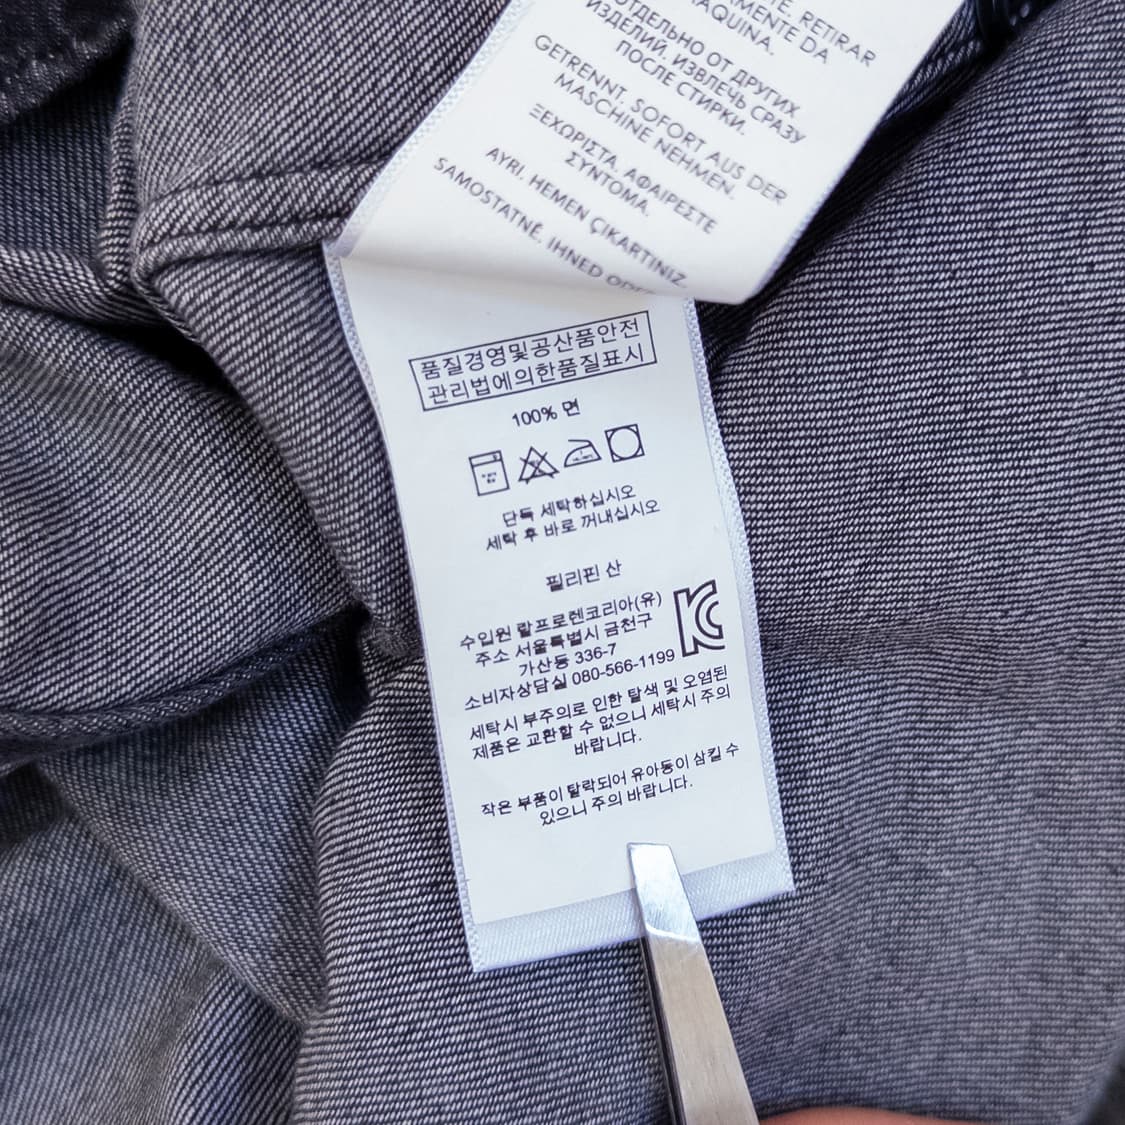 RETIRAR
DA
ОТДЕЛЬНО ОТ ДРУГИХ
ИЗДЕЛИЙ. ИЗВЛЕЧЬ СРАЗУ
ПОСЛЕ СТИРКИ.
GETRENNT, SOFORT AUS DER
MASCHINE NEHMEN.
ΞΕΧΩΡΙΣΤΑ, ΑΦΑΙΡΕΣΤΕ
ΣΥΝΤΟΜΑ.
AYRI. HEMEN ÇIKARTINIZ
SAMOSTATNĚ, IHNED
품질경영및공산품안전
관리법에의한품질표시
100% 면
단독 세탁하십시오
세탁 후 바로 꺼내십시오
필리핀 산
수입원 랄프로렌코리아(유)
주소 서울특별시 금천구
가산동 336-7
소비자상담실 080-566-1199
세탁시 부주의로 인한 탈색 및 오염된
제품은 교환할 수 없으니 세탁시 주의
바랍니다.
작은 부품이 탈락되어 유아동이 삼킬 수
있으니 주의 바랍니다.